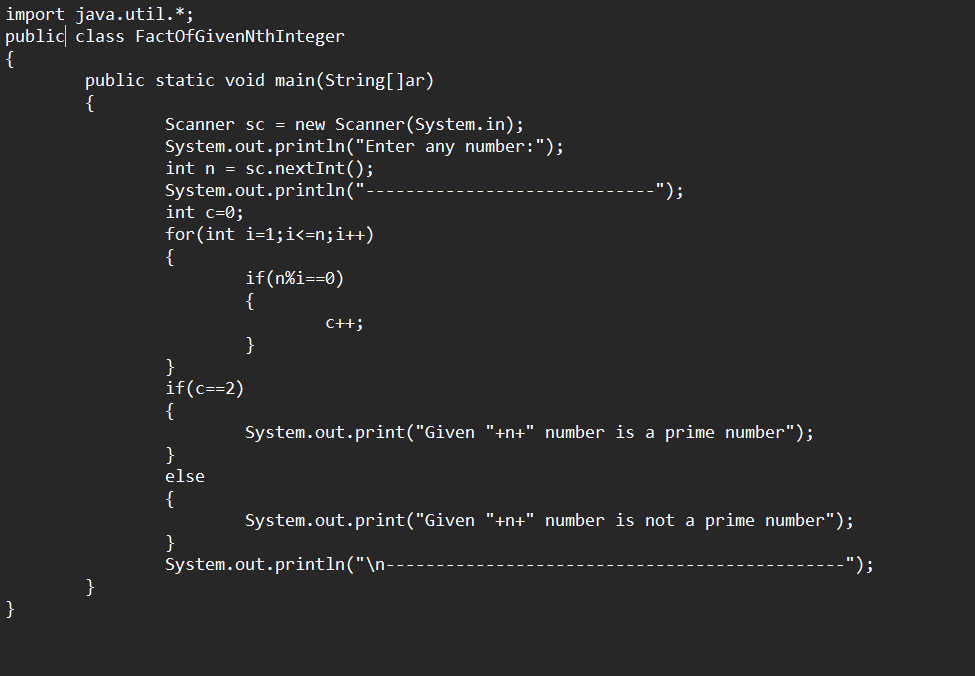 import java.util.*;
public class FactOfGivenNthInteger
{
        public static void main(String[]ar)
        {
                Scanner sc = new Scanner(System.in);
                System.out.println("Enter any number:");
                int n = sc.nextInt();
                System.out.println("-----------------------------");
                int c=0;
                for(int i=1;i<=n;i++)
                {
                        if(n%i==0)
                        {
                                c++;
                        }
                }
                if(c==2)
                {
                        System.out.print("Given "+n+" number is a prime number");
                }
                else
                {
                        System.out.print("Given "+n+" number is not a prime number");
                }
                System.out.println("\n----------------------------------------------");
        }
}